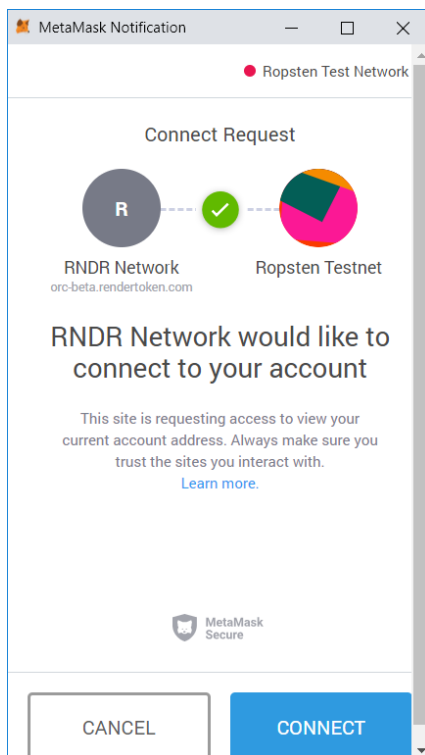 MetaMask Notification
Ropsten Test Network
Connect Request
R
RNDR Network
orc-beta.rendertoken.com
Ropsten Testnet
RNDR Network would like to
connect to your account
This site is requesting access to view your
current account address. Always make sure you
trust the sites you interact with.
Learn more.
MetaMask
Secure
CANCEL
CONNECT